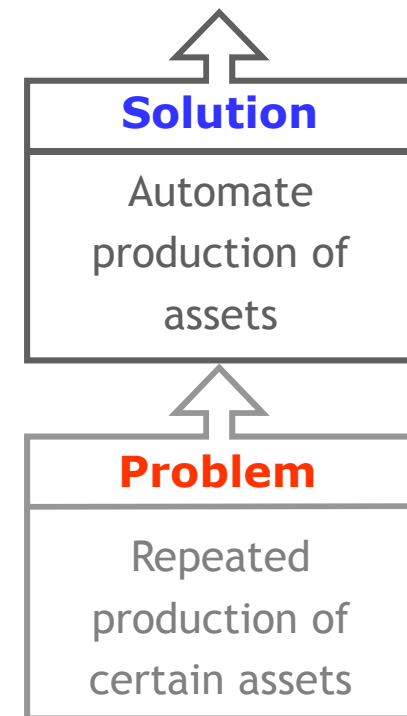 Solution
Automate
production of
assets
Problem
Repeated
production of
certain assets